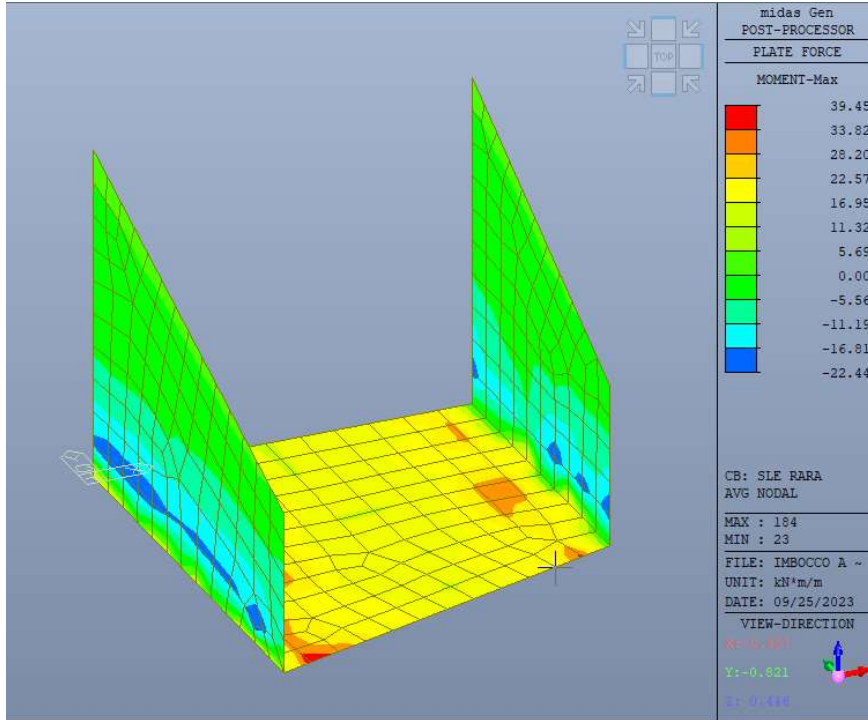 TOP
midas Gen
POST-PROCESSOR
PLATE FORCE
MOMENT-Max
39.45
33.82
28.20
22.57
16.95
11.32
5.69
0.00
-5.56
-11.19
-16.81
-22.44
CB: SLE RARA
AVG NODAL
MAX : 184
MIN : 23
FILE: IMBOCCO A ~
UNIT: kN*m/m
DATE: 09/25/2023
VIEW-DIRECTION
Y:-0.821